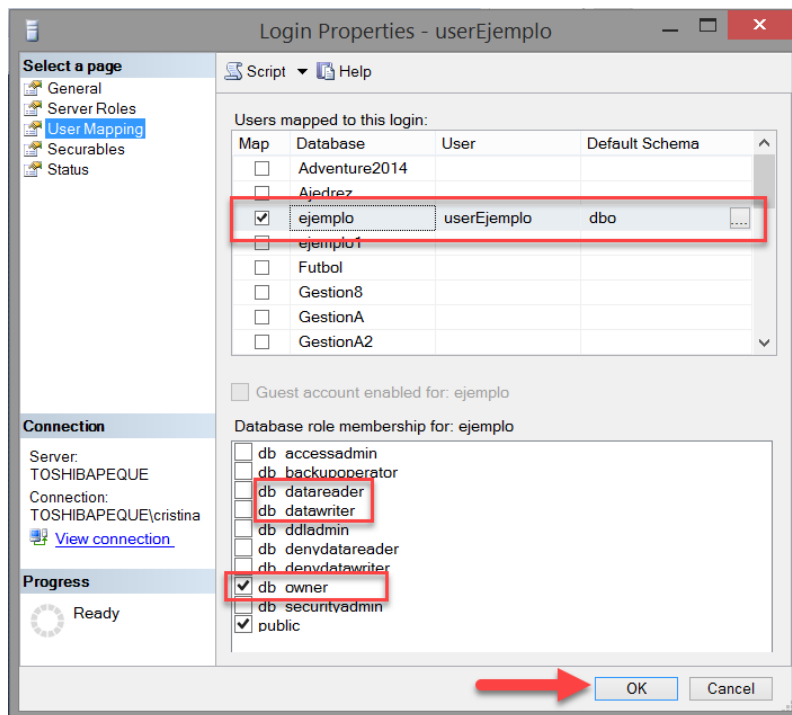 Login Properties - userEjemplo
Select a page
General
Server Roles
User Mapping
Securables
Status
Script Help
Users mapped to this login:
Map Database User Default Schema
Adventure2014
Ajedrez
ejemplo userEjemplo dbo ...
ejemplo1
Futbol
Gestion8
GestionA
GestionA2
Guest account enabled for: ejemplo
Database role membership for: ejemplo
db_accessadmin
db_backupoperator
db_datareader
db_datawriter
db_ddladmin
db_denydatareader
db_denydatawriter
db_owner
db_securityadmin
public
Connection
Server:
TOSHIBAPEQUE
Connection:
TOSHIBAPEQUE\cristina
View connection
Progress
Ready
OK Cancel